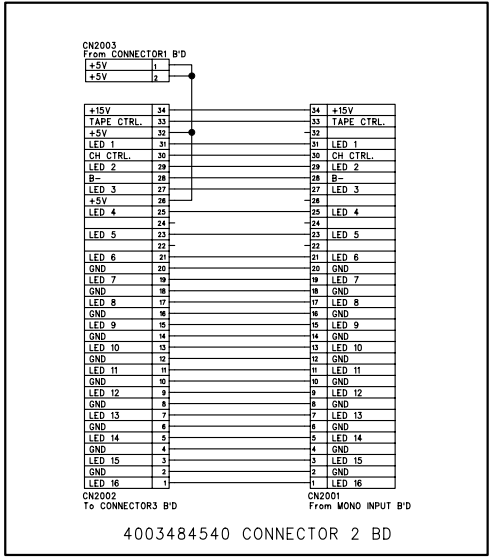 CN2003
From CONNECTOR1 B'D
+5V 1
+5V 2
+15V 34 34 +15V
TAPE CTRL. 33 33 TAPE CTRL.
+5V 32 32
LED 1 31 31 LED 1
CH CTRL. 30 30 CH CTRL.
LED 2 29 29 LED 2
B- 28 28 B-
LED 3 27 27 LED 3
+5V 26 26
LED 4 25 25 LED 4
24 24
LED 5 23 23 LED 5
22 22
LED 6 21 21 LED 6
GND 20 20 GND
LED 7 19 19 LED 7
GND 18 18 GND
LED 8 17 17 LED 8
GND 16 16 GND
LED 9 15 15 LED 9
GND 14 14 GND
LED 10 13 13 LED 10
GND 12 12 GND
LED 11 11 11 LED 11
GND 10 10 GND
LED 12 9 9 LED 12
GND 8 8 GND
LED 13 7 7 LED 13
GND 6 6 GND
LED 14 5 5 LED 14
GND 4 4 GND
LED 15 3 3 LED 15
GND 2 2 GND
LED 16 1 1 LED 16
CN2002 CN2001
To CONNECTOR3 B'D From MONO INPUT B'D
4003484540 CONNECTOR 2 BD